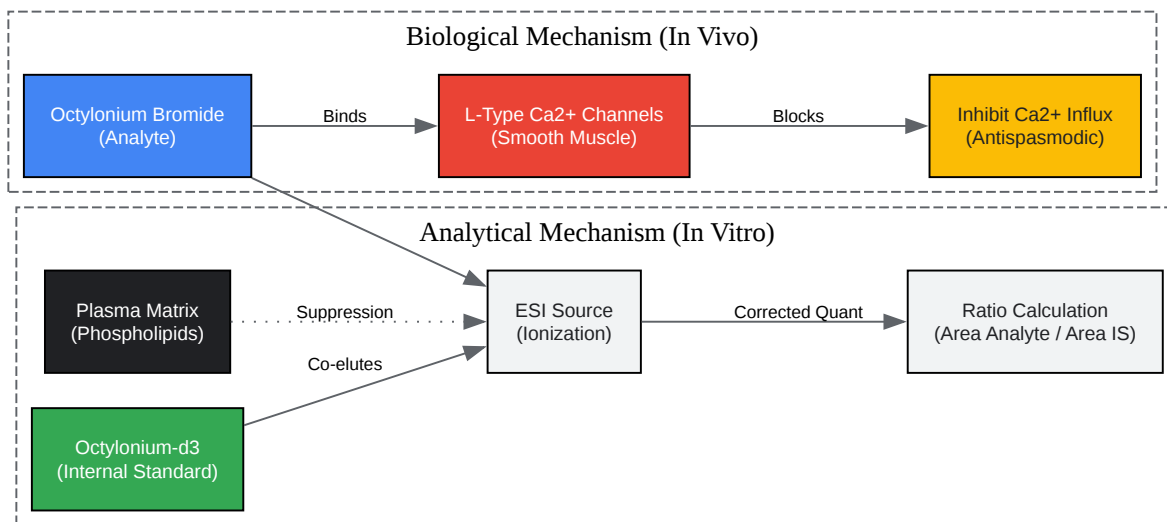 Biological Mechanism (In Vivo)
Octylonium Bromide
(Analyte)
Binds
L-Type Ca2+ Channels
(Smooth Muscle)
Blocks
Inhibit Ca2+ Influx
(Antispasmodic)
Analytical Mechanism (In Vitro)
Plasma Matrix
(Phospholipids)
Suppression
ESI Source
(Ionization)
Corrected Quant
Ratio Calculation
(Area Analyte / Area IS)
Co-elutes
Octylonium-d3
(Internal Standard)